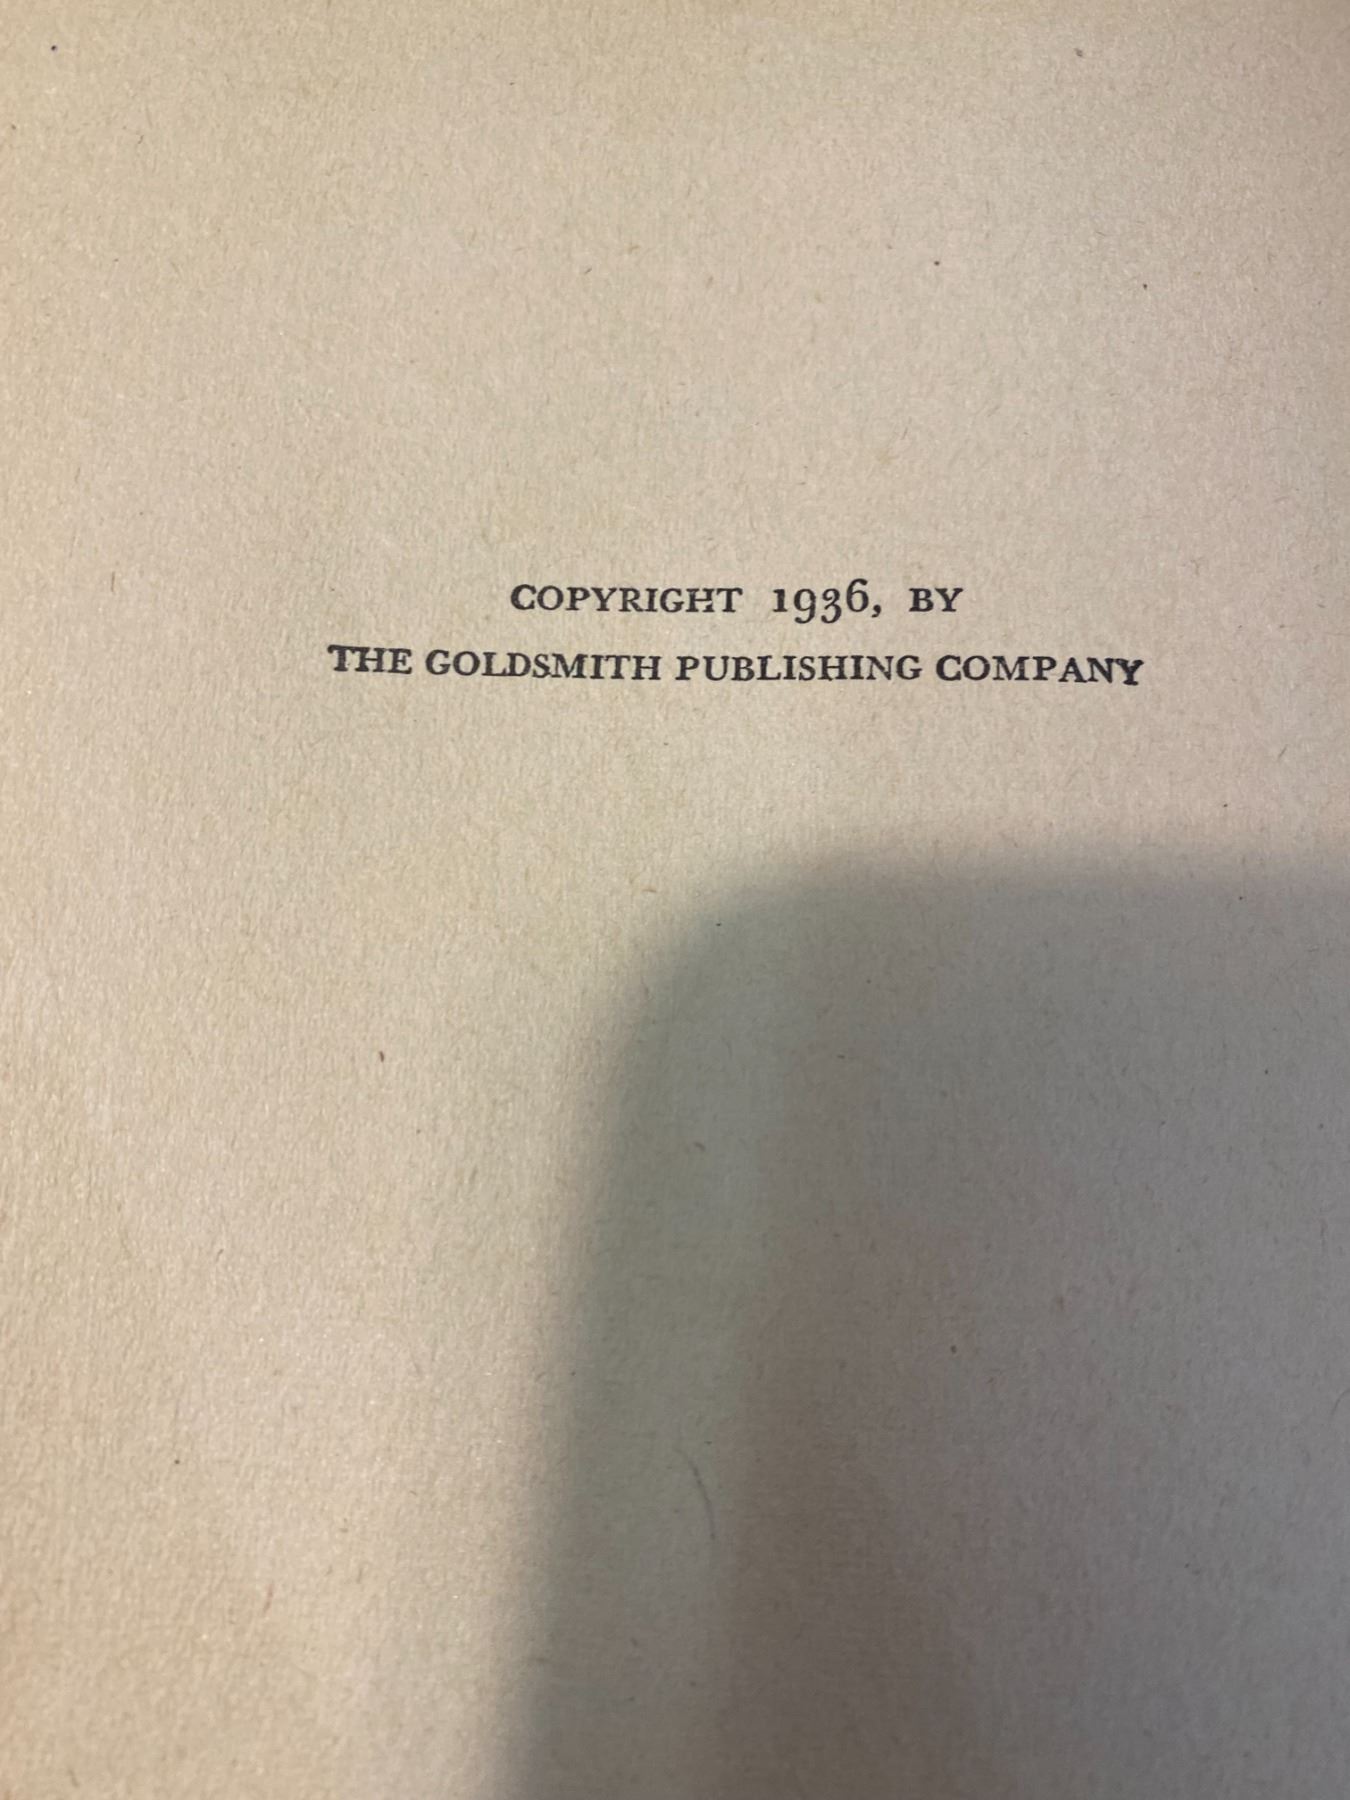 COPYRIGHT 1936, BY
THE GOLDSMITH PUBLISHING COMPANY